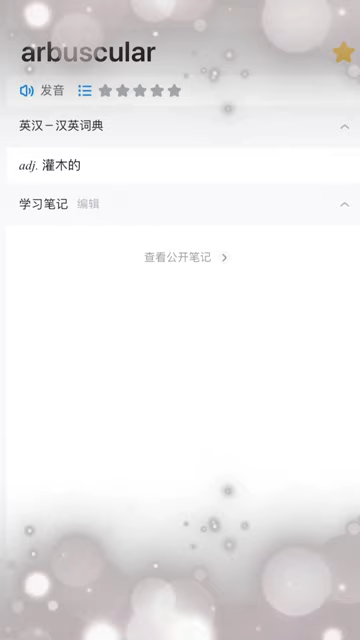 arbuscular
发音
英汉－汉英词典
adj. 灌木的
学习笔记 编辑
查看公开笔记